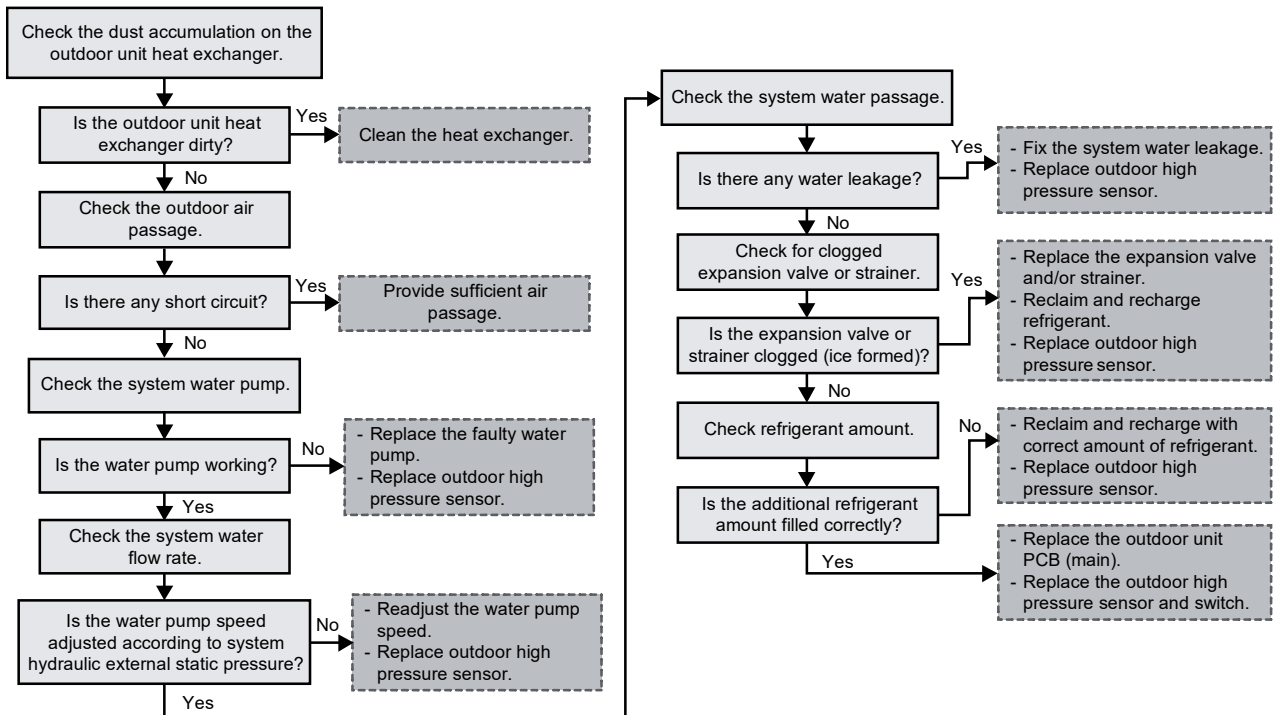 Check the dust accumulation on the
outdoor unit heat exchanger.
Is the outdoor unit heat
exchanger dirty?
Yes
Clean the heat exchanger.
No
Check the outdoor air
passage.
Is there any short circuit?
Yes
Provide sufficient air
passage.
No
Check the system water pump.
Is the water pump working?
No
- Replace the faulty water
pump.
- Replace outdoor high
pressure sensor.
Yes
Check the system water
flow rate.
Is the water pump speed
adjusted according to system
hydraulic external static pressure?
No
- Readjust the water pump
speed.
- Replace outdoor high
pressure sensor.
Yes
Check the system water passage.
Is there any water leakage?
Yes
- Fix the system water leakage.
- Replace outdoor high
pressure sensor.
No
Check for clogged
expansion valve or strainer.
Is the expansion valve or
strainer clogged (ice formed)?
Yes
- Replace the expansion valve
and/or strainer.
- Reclaim and recharge
refrigerant.
- Replace outdoor high
pressure sensor.
No
Check refrigerant amount.
Is the additional refrigerant
amount filled correctly?
No
- Reclaim and recharge with
correct amount of refrigerant.
- Replace outdoor high
pressure sensor.
Yes
- Replace the outdoor unit
PCB (main).
- Replace the outdoor high
pressure sensor and switch.